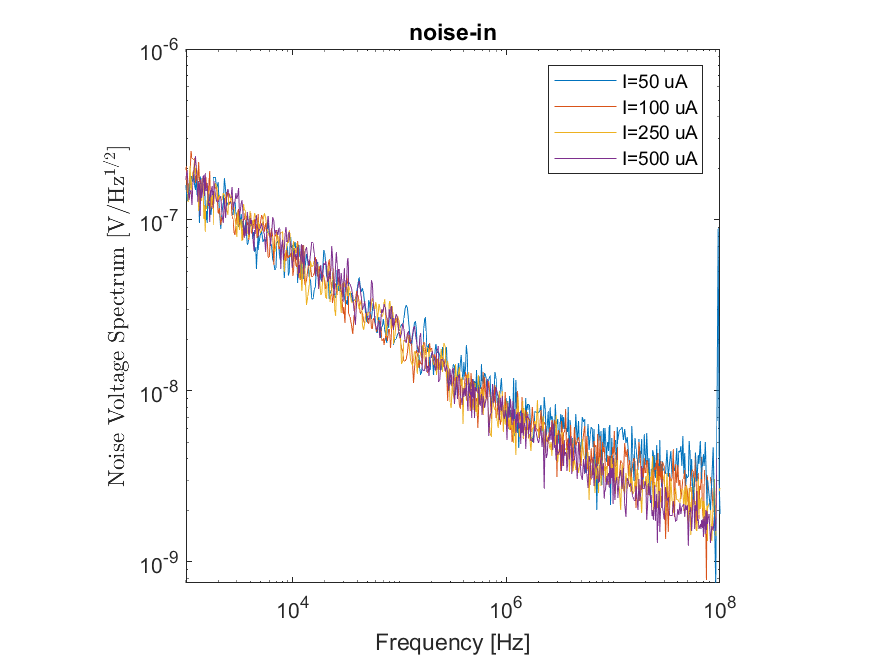 noise-in
10^-6
10^-7
10^-8
10^-9
Noise Voltage Spectrum [V/Hz^1/2]
I=50 uA
I=100 uA
I=250 uA
I=500 uA
10^4
10^6
10^8
Frequency [Hz]